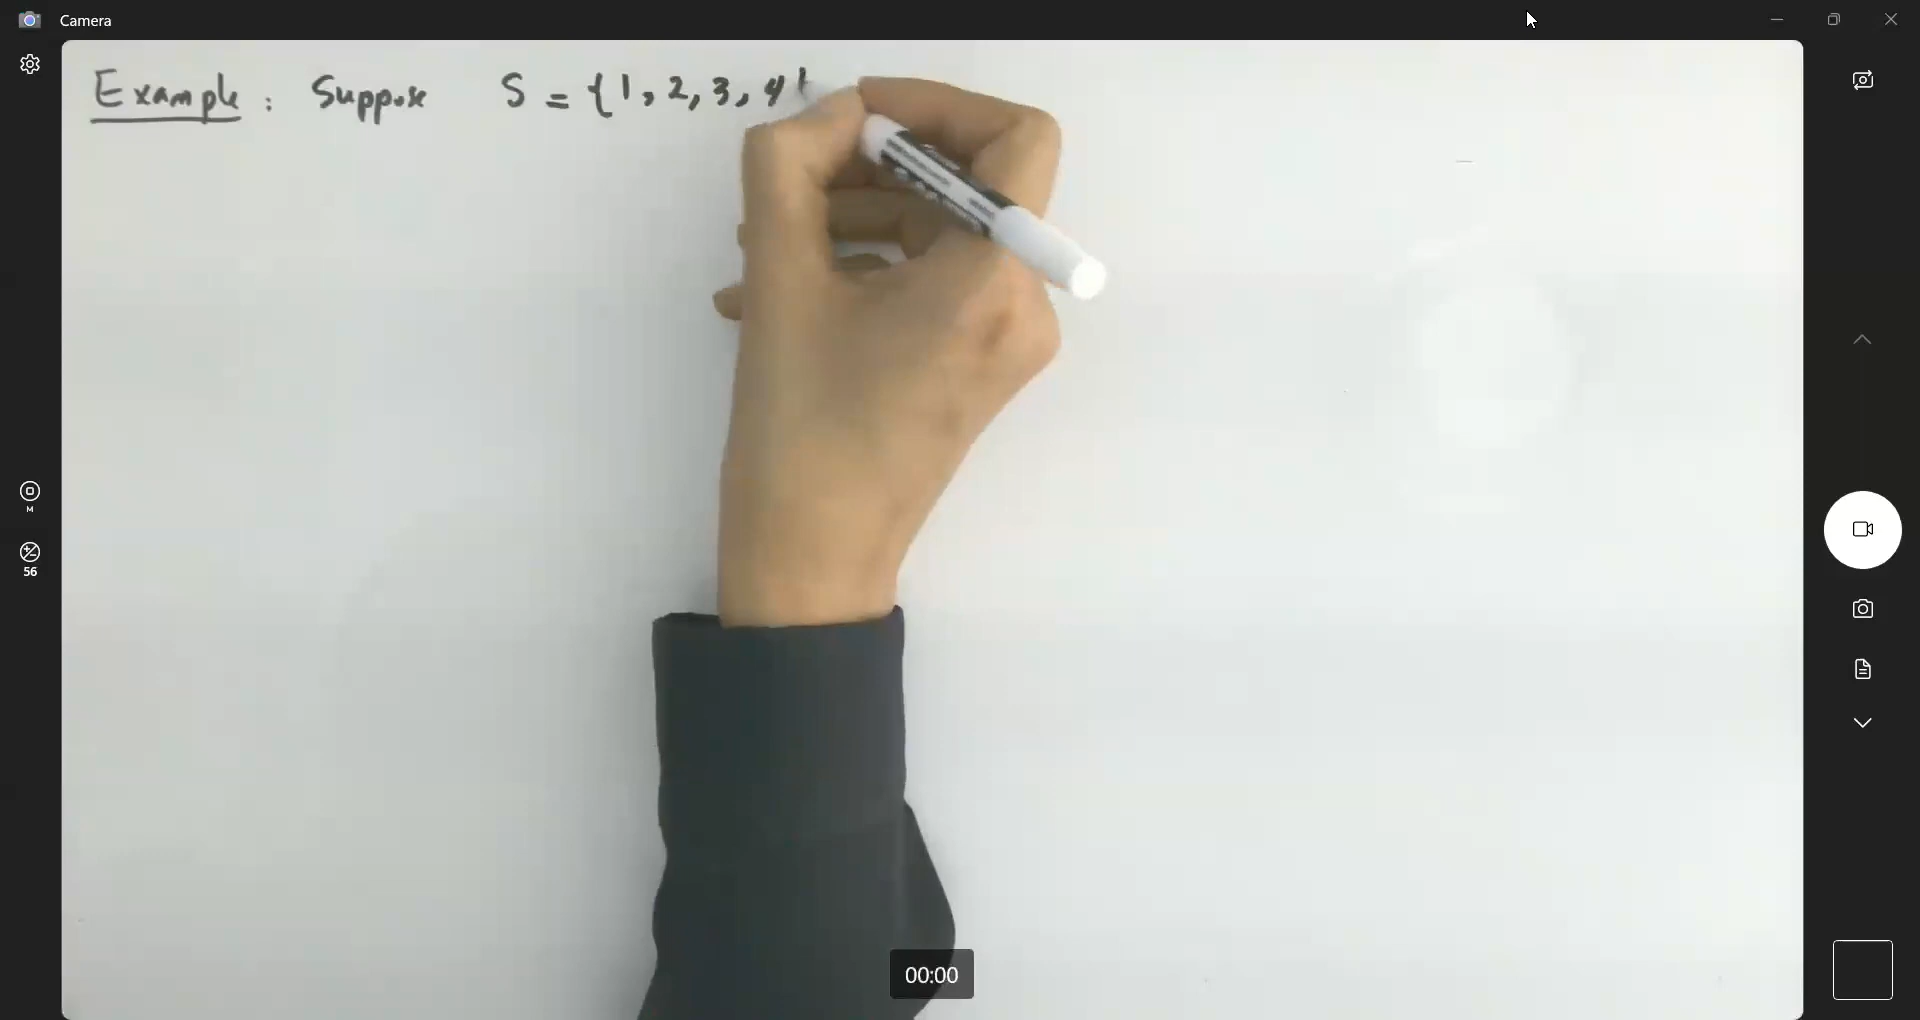 Camera
Example : Suppose S = {1, 2, 3, 4}
M
56
00:00